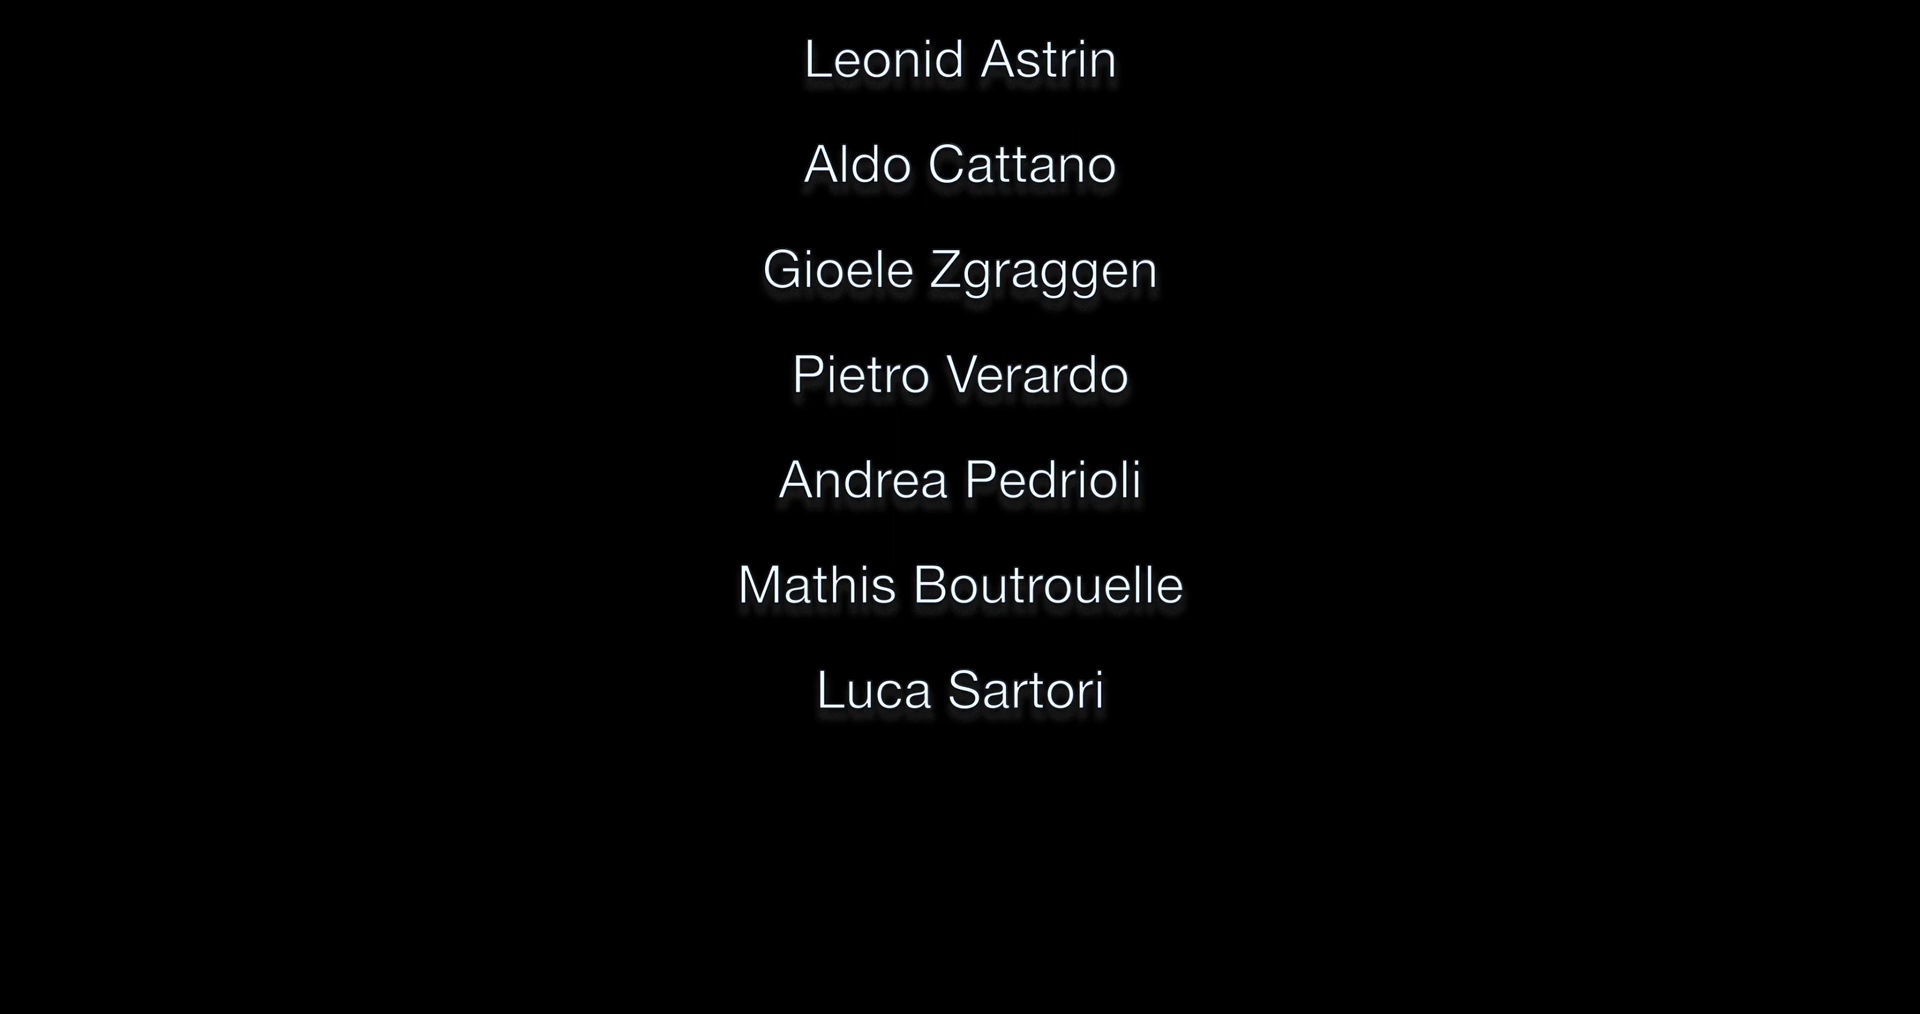 Leonid Astrin
Aldo Cattano
Gioele Zgraggen
Pietro Verardo
Andrea Pedrioli
Mathis Boutrouelle
Luca Sartori